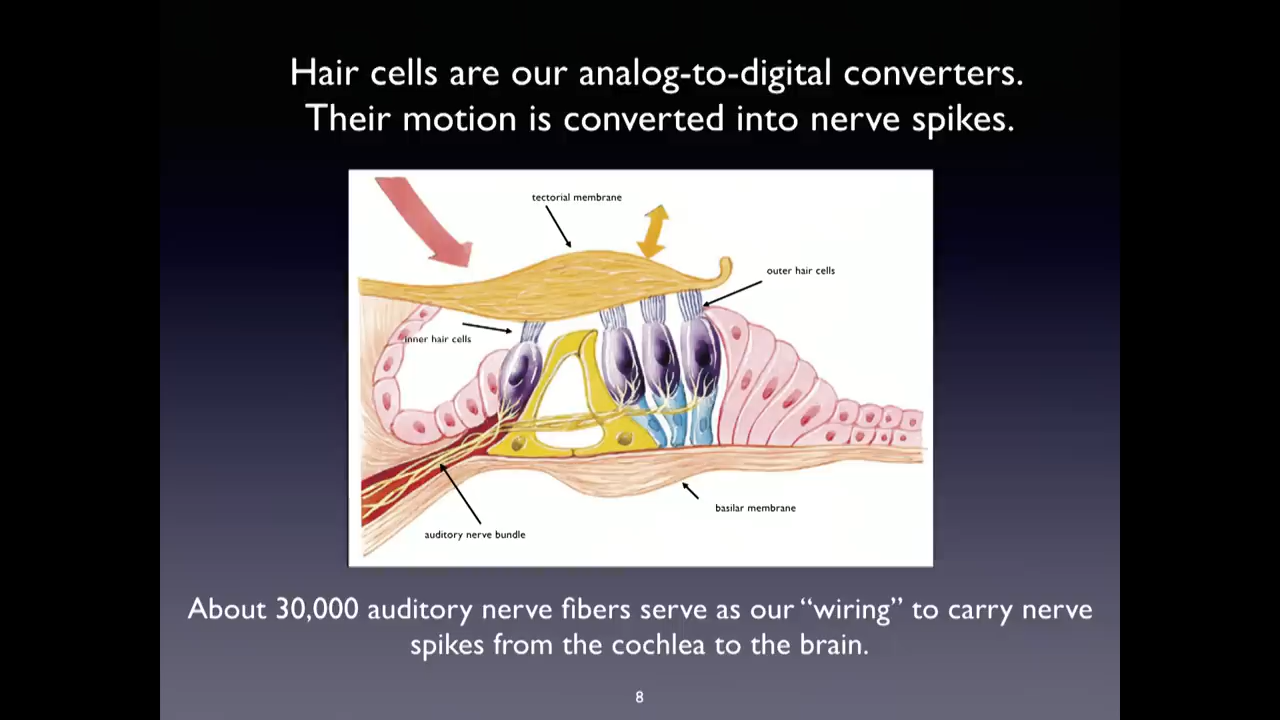 Hair cells are our analog-to-digital converters.
Their motion is converted into nerve spikes.
tectorial membrane
outer hair cells
inner hair cells
basilar membrane
auditory nerve bundle
About 30,000 auditory nerve fibers serve as our “wiring” to carry nerve
spikes from the cochlea to the brain.
8